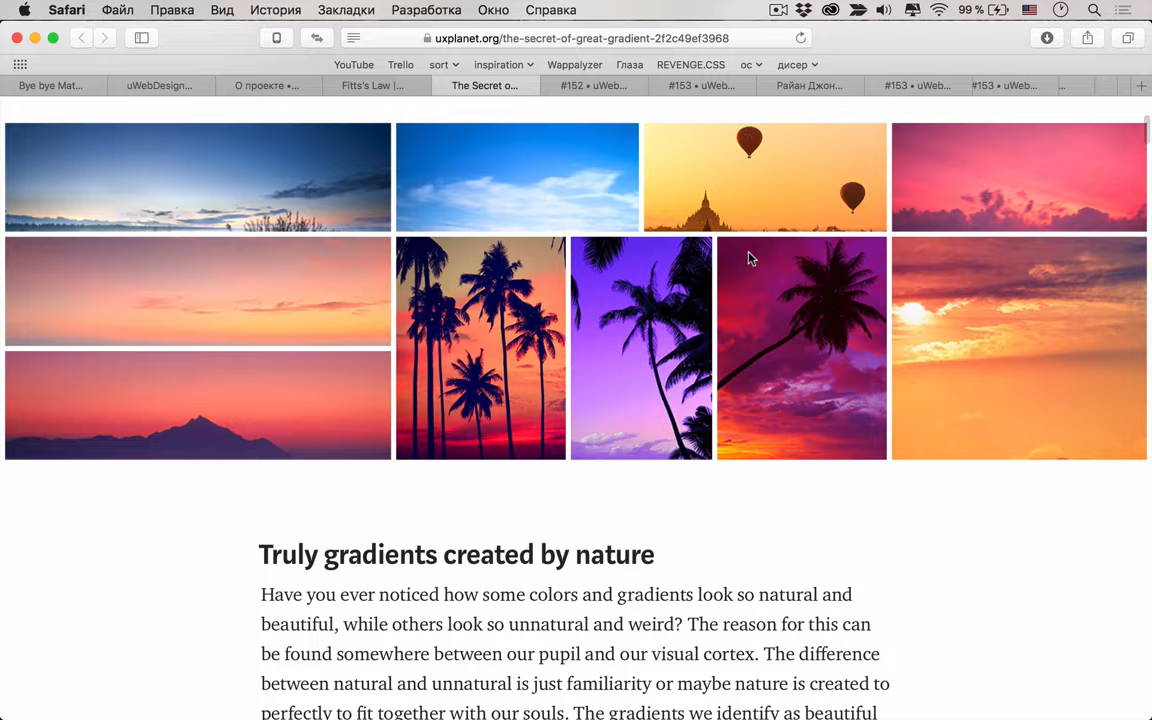 Safari Файл Правка Вид История Закладки Разработка Окно Справка 99 %
uxplanet.org/the-secret-of-great-gradient-2f2c49ef3968
YouTube Trello sort inspiration Wappalyzer Глаза REVENGE.CSS ос дисер
Bye bye Mat... uWebDesign... О проекте •... Fitts's Law |... The Secret o... #152 • uWeb... #153 • uWeb... Райан Джон... #153 • uWeb... #153 • uWeb... ...
Truly gradients created by nature
Have you ever noticed how some colors and gradients look so natural and
beautiful, while others look so unnatural and weird? The reason for this can
be found somewhere between our pupil and our visual cortex. The difference
between natural and unnatural is just familiarity or maybe nature is created to
perfectly to fit together with our souls. The gradients we identify as beautiful